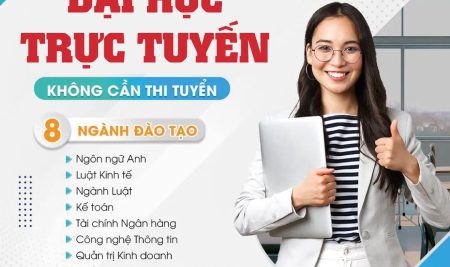 ĐẠI HỌC
TRỰC TUYẾN
KHÔNG CẦN THI TUYỂN
8 NGÀNH ĐÀO TẠO
Ngôn ngữ Anh
Luật Kinh tế
Ngành Luật
Kế toán
Tài chính Ngân hàng
Công nghệ Thông tin
Quản trị Kinh doanh